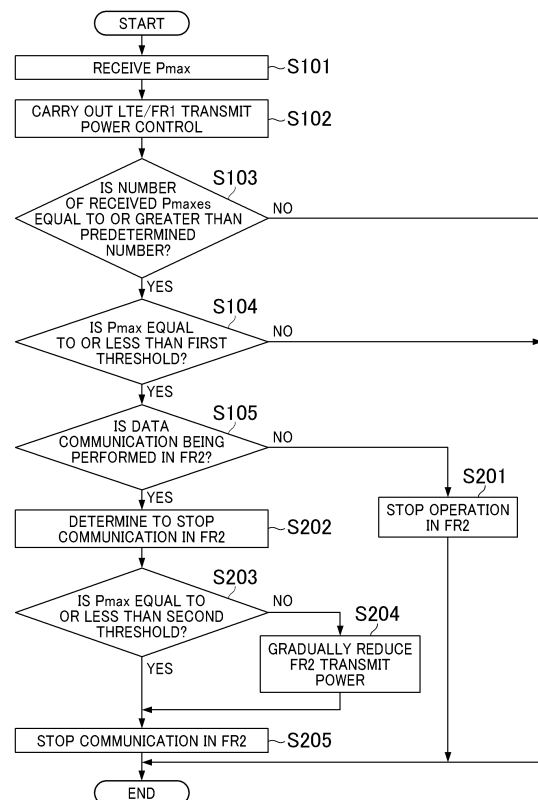 START
RECEIVE Pmax
S101
CARRY OUT LTE/FR1 TRANSMIT
POWER CONTROL
S102
S103
IS NUMBER
OF RECEIVED Pmaxes
EQUAL TO OR GREATER THAN
PREDETERMINED
NUMBER?
NO
YES
S104
IS Pmax EQUAL
TO OR LESS THAN FIRST
THRESHOLD?
NO
YES
S105
IS DATA
COMMUNICATION BEING
PERFORMED IN FR2?
NO
YES
S201
STOP OPERATION
IN FR2
DETERMINE TO STOP
COMMUNICATION IN FR2
S202
S203
IS Pmax EQUAL TO
OR LESS THAN SECOND
THRESHOLD?
NO
YES
S204
GRADUALLY REDUCE
FR2 TRANSMIT
POWER
STOP COMMUNICATION IN FR2
S205
END